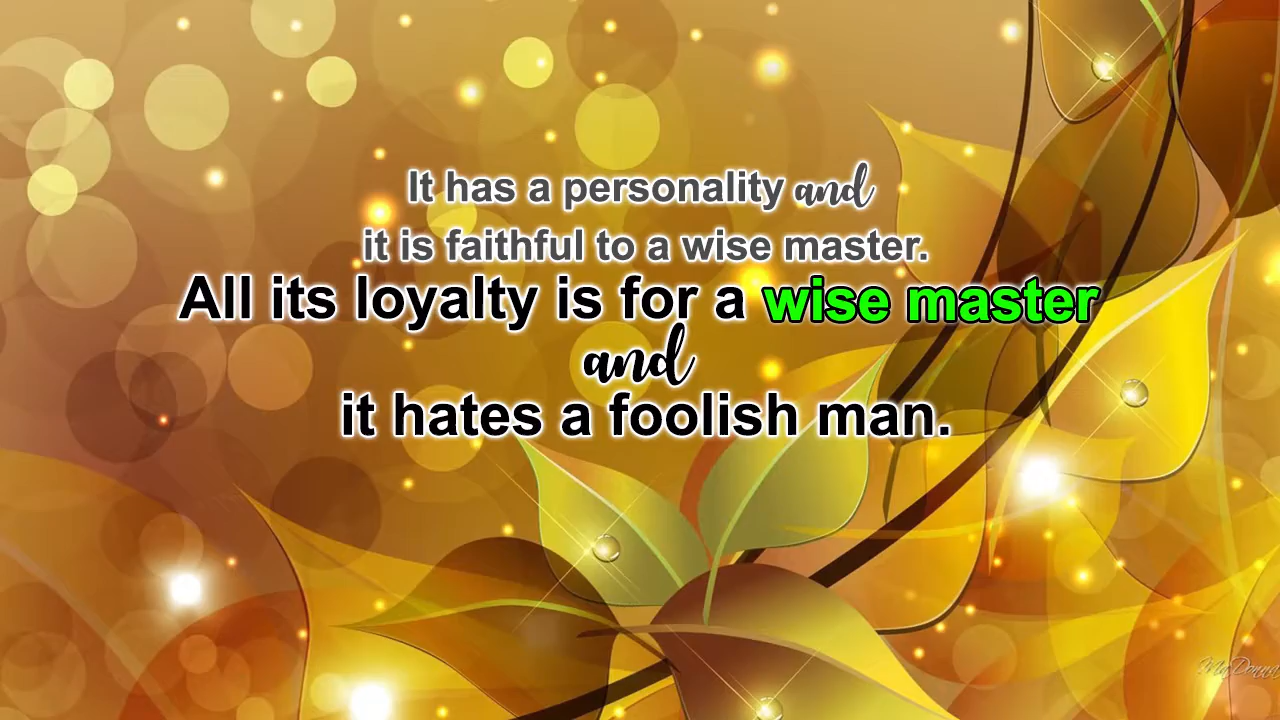 It has a personality and
it is faithful to a wise master.
All its loyalty is for a wise master
and
it hates a foolish man.
MaDonna